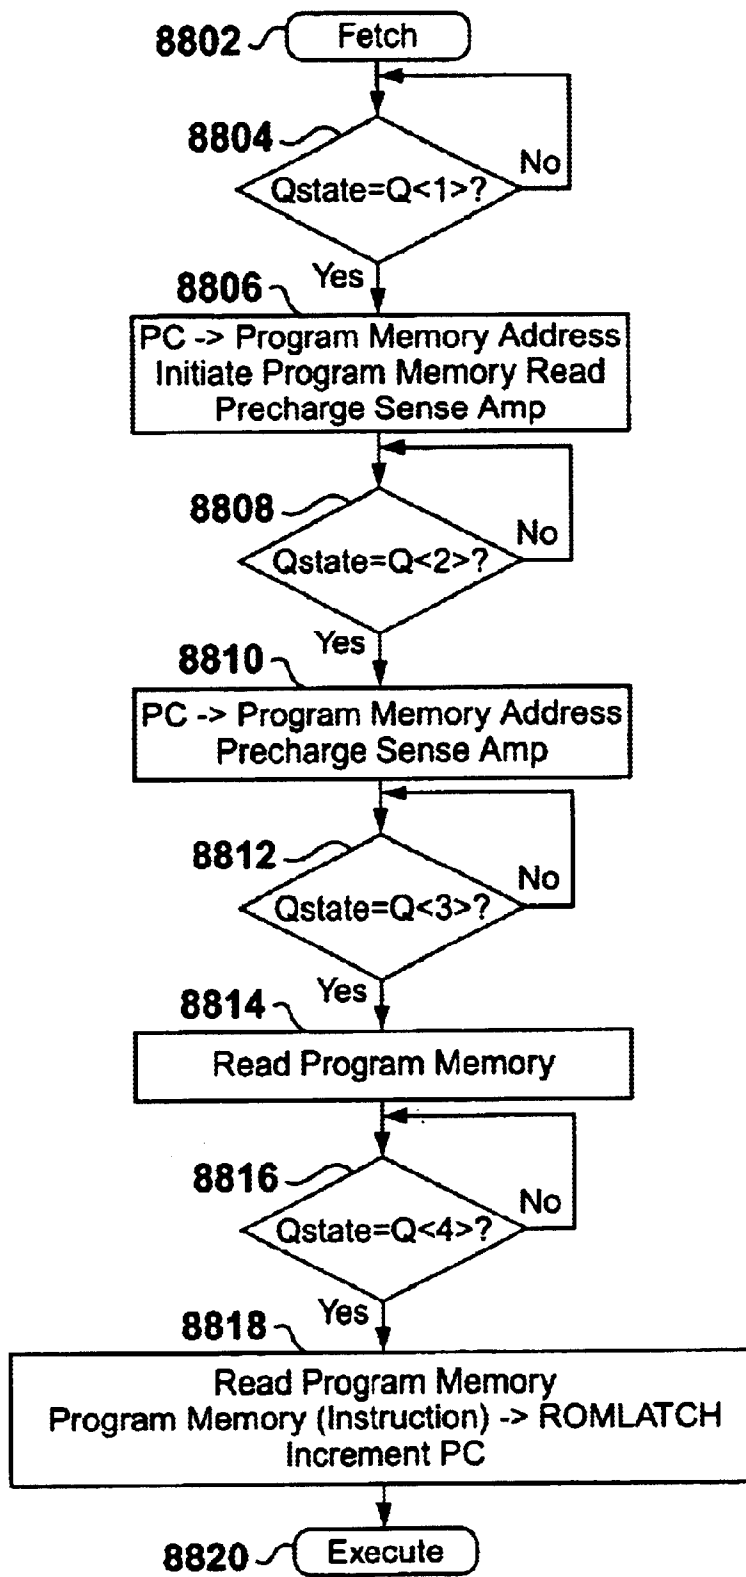 8802
Fetch
8804
Qstate=Q<1>?
No
Yes
8806
PC -> Program Memory Address
Initiate Program Memory Read
Precharge Sense Amp
8808
Qstate=Q<2>?
No
Yes
8810
PC -> Program Memory Address
Precharge Sense Amp
8812
Qstate=Q<3>?
No
Yes
8814
Read Program Memory
8816
Qstate=Q<4>?
No
Yes
8818
Read Program Memory
Program Memory (Instruction) -> ROMLATCH
Increment PC
8820
Execute